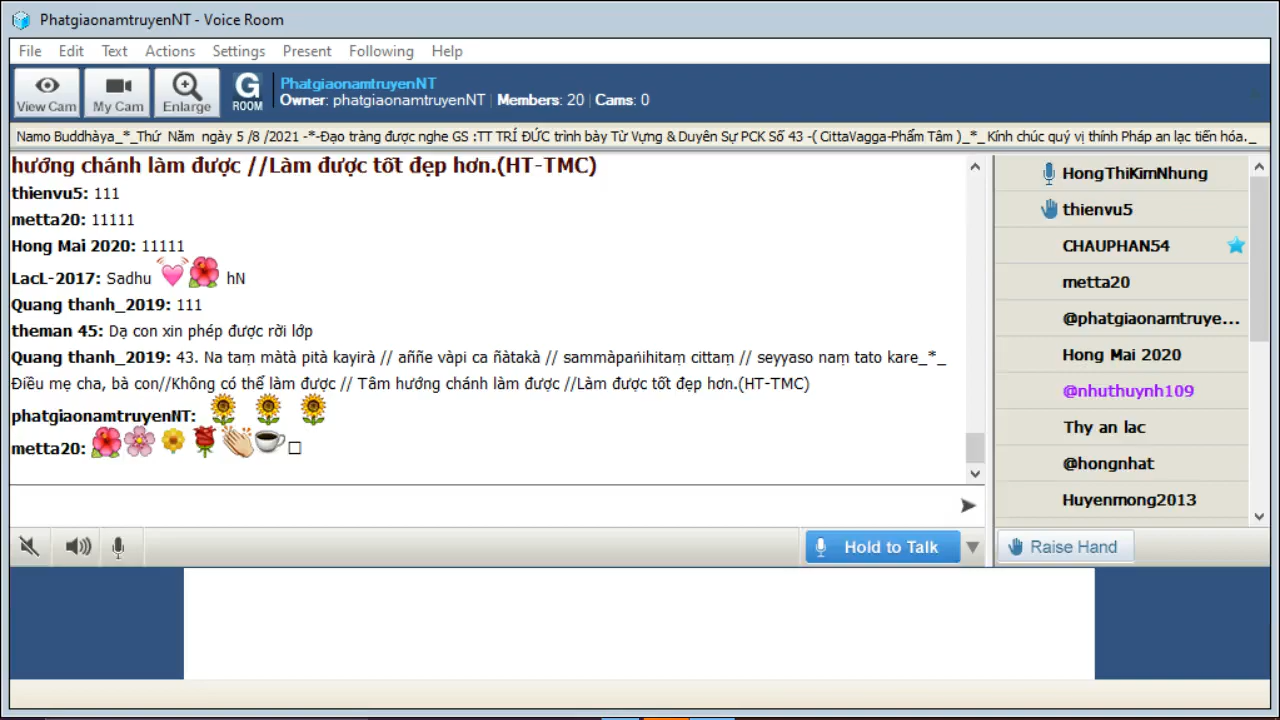 PhatgiaonamtruyenNT - Voice Room
File Edit Text Actions Settings Present Following Help
View Cam My Cam Enlarge G ROOM
PhatgiaonamtruyenNT
Owner: phatgiaonamtruyenNT | Members: 20 | Cams: 0
Namo Buddhàya_*_Thứ Năm ngày 5 /8 /2021 -*-Đạo tràng được nghe GS :TT TRÍ ĐỨC trình bày Từ Vựng & Duyên Sự PCK Số 43 -( CittaVagga-Phẩm Tâm )_*_ Kính chúc quý vị thính Pháp an lạc tiến hóa._
hướng chánh làm được //Làm được tốt đẹp hơn.(HT-TMC)
thienvu5: 111
metta20: 11111
Hong Mai 2020: 11111
LacL-2017: Sadhu hN
Quang thanh_2019: 111
theman 45: Dạ con xin phép được rời lớp
Quang thanh_2019: 43. Na taṃ màtà pità kayirà // aññe vàpi ca ñàtakà // sammàpaṅihitaṃ cittaṃ // seyyaso naṃ tato kare_*_
Điều mẹ cha, bà con//Không có thể làm được // Tâm hướng chánh làm được //Làm được tốt đẹp hơn.(HT-TMC)
phatgiaonamtruyenNT:
metta20:
HongThiKimNhung
thienvu5
CHAUPHAN54
metta20
@phatgiaonamtruye...
Hong Mai 2020
@nhuthuynh109
Thy an lac
@hongnhat
Huyenmong2013
Hold to Talk
Raise Hand